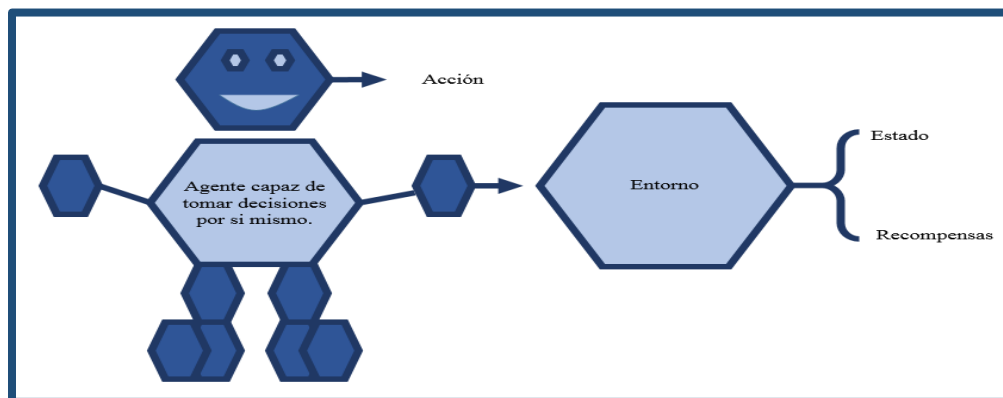 Acción
Agente capaz de
tomar decisiones
por si mismo.
Entorno
Estado
Recompensas